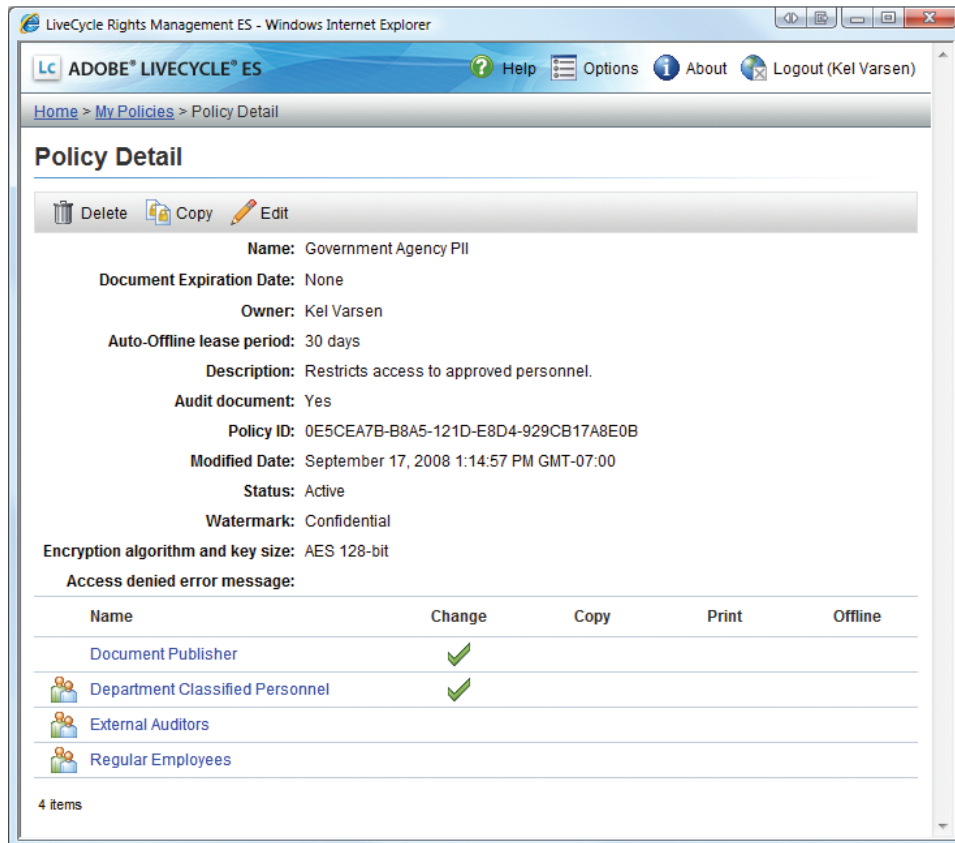 LiveCycle Rights Management ES - Windows Internet Explorer
LC ADOBE® LIVECYCLE® ES
Help Options About Logout (Kel Varsen)
Home > My Policies > Policy Detail
Policy Detail
Delete Copy Edit
Name: Government Agency PII
Document Expiration Date: None
Owner: Kel Varsen
Auto-Offline lease period: 30 days
Description: Restricts access to approved personnel.
Audit document: Yes
Policy ID: 0E5CEA7B-B8A5-121D-E8D4-929CB17A8E0B
Modified Date: September 17, 2008 1:14:57 PM GMT-07:00
Status: Active
Watermark: Confidential
Encryption algorithm and key size: AES 128-bit
Access denied error message:
Name Change Copy Print Offline
Document Publisher
Department Classified Personnel
External Auditors
Regular Employees
4 items